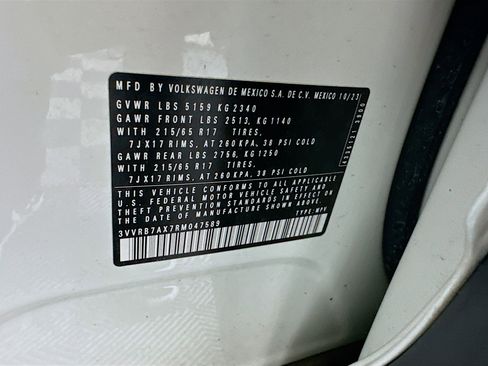 MFD BY VOLKSWAGEN DE MEXICO S.A. DE C.V. MEXICO 10/23
GVWR LBS 5159 KG 2340
GAWR FRONT LBS 2513, KG 1140
WITH 215/65 R17 TIRES,
7JX17 RIMS, AT 260 KPA, 38 PSI COLD
GAWR REAR LBS 2756, KG 1250
WITH 215/65 R17 TIRES,
7JX17 RIMS, AT 260 KPA, 38 PSI COLD
THIS VEHICLE CONFORMS TO ALL APPLICABLE
U.S. FEDERAL MOTOR VEHICLE SAFETY AND
THEFT PREVENTION STANDARDS IN EFFECT ON
THE DATE OF MANUFACTURE SHOWN ABOVE.
3VVRB7AX7RM047589
TYPE: MPV